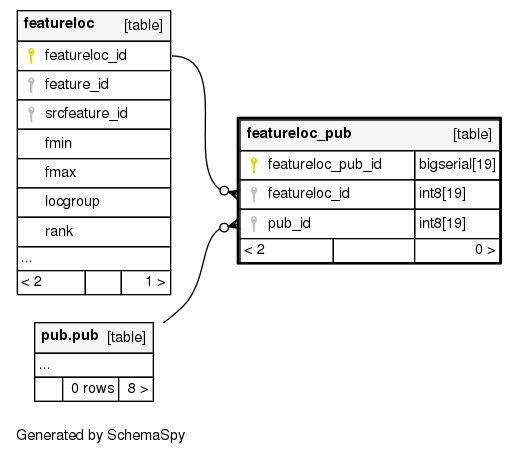 featureloc [table]
featureloc_id
feature_id
srcfeature_id
fmin
fmax
locgroup
rank
...
< 2 1 >
featureloc_pub [table]
featureloc_pub_id bigserial[19]
featureloc_id int8[19]
pub_id int8[19]
< 2 0 >
pub.pub [table]
...
0 rows 8 >
Generated by SchemaSpy